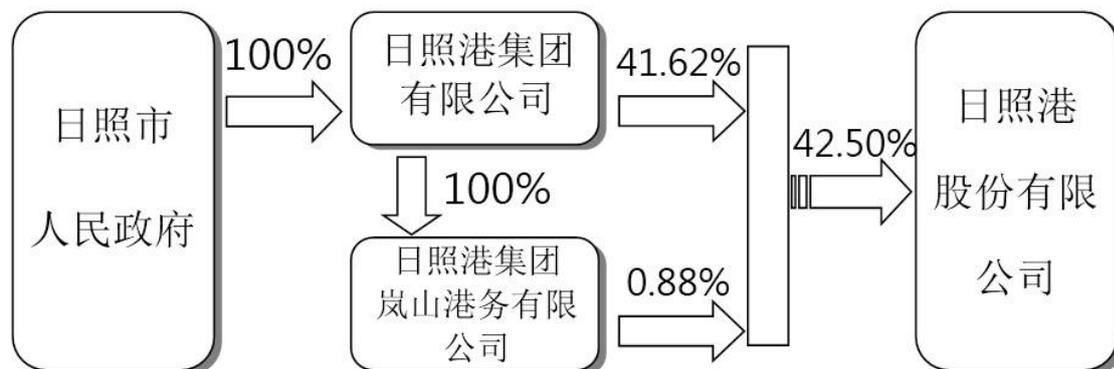 日照市
人民政府
100%
日照港集团
有限公司
41.62%
100%
日照港集团
岚山港务有限
公司
0.88%
42.50%
日照港
股份有限
公司